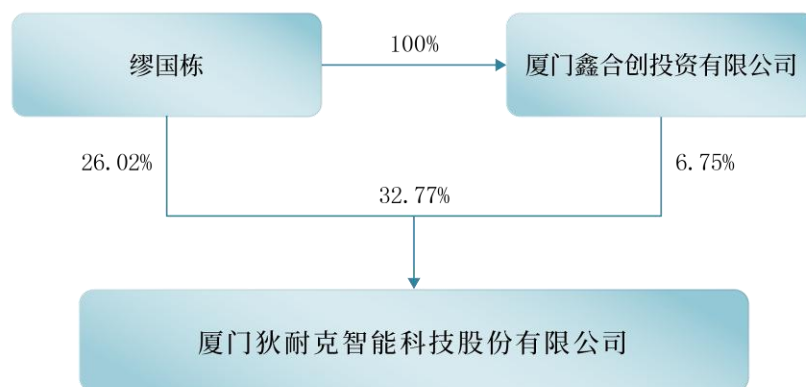 缪国栋
100%
厦门鑫合创投资有限公司
26.02%
6.75%
32.77%
厦门狄耐克智能科技股份有限公司